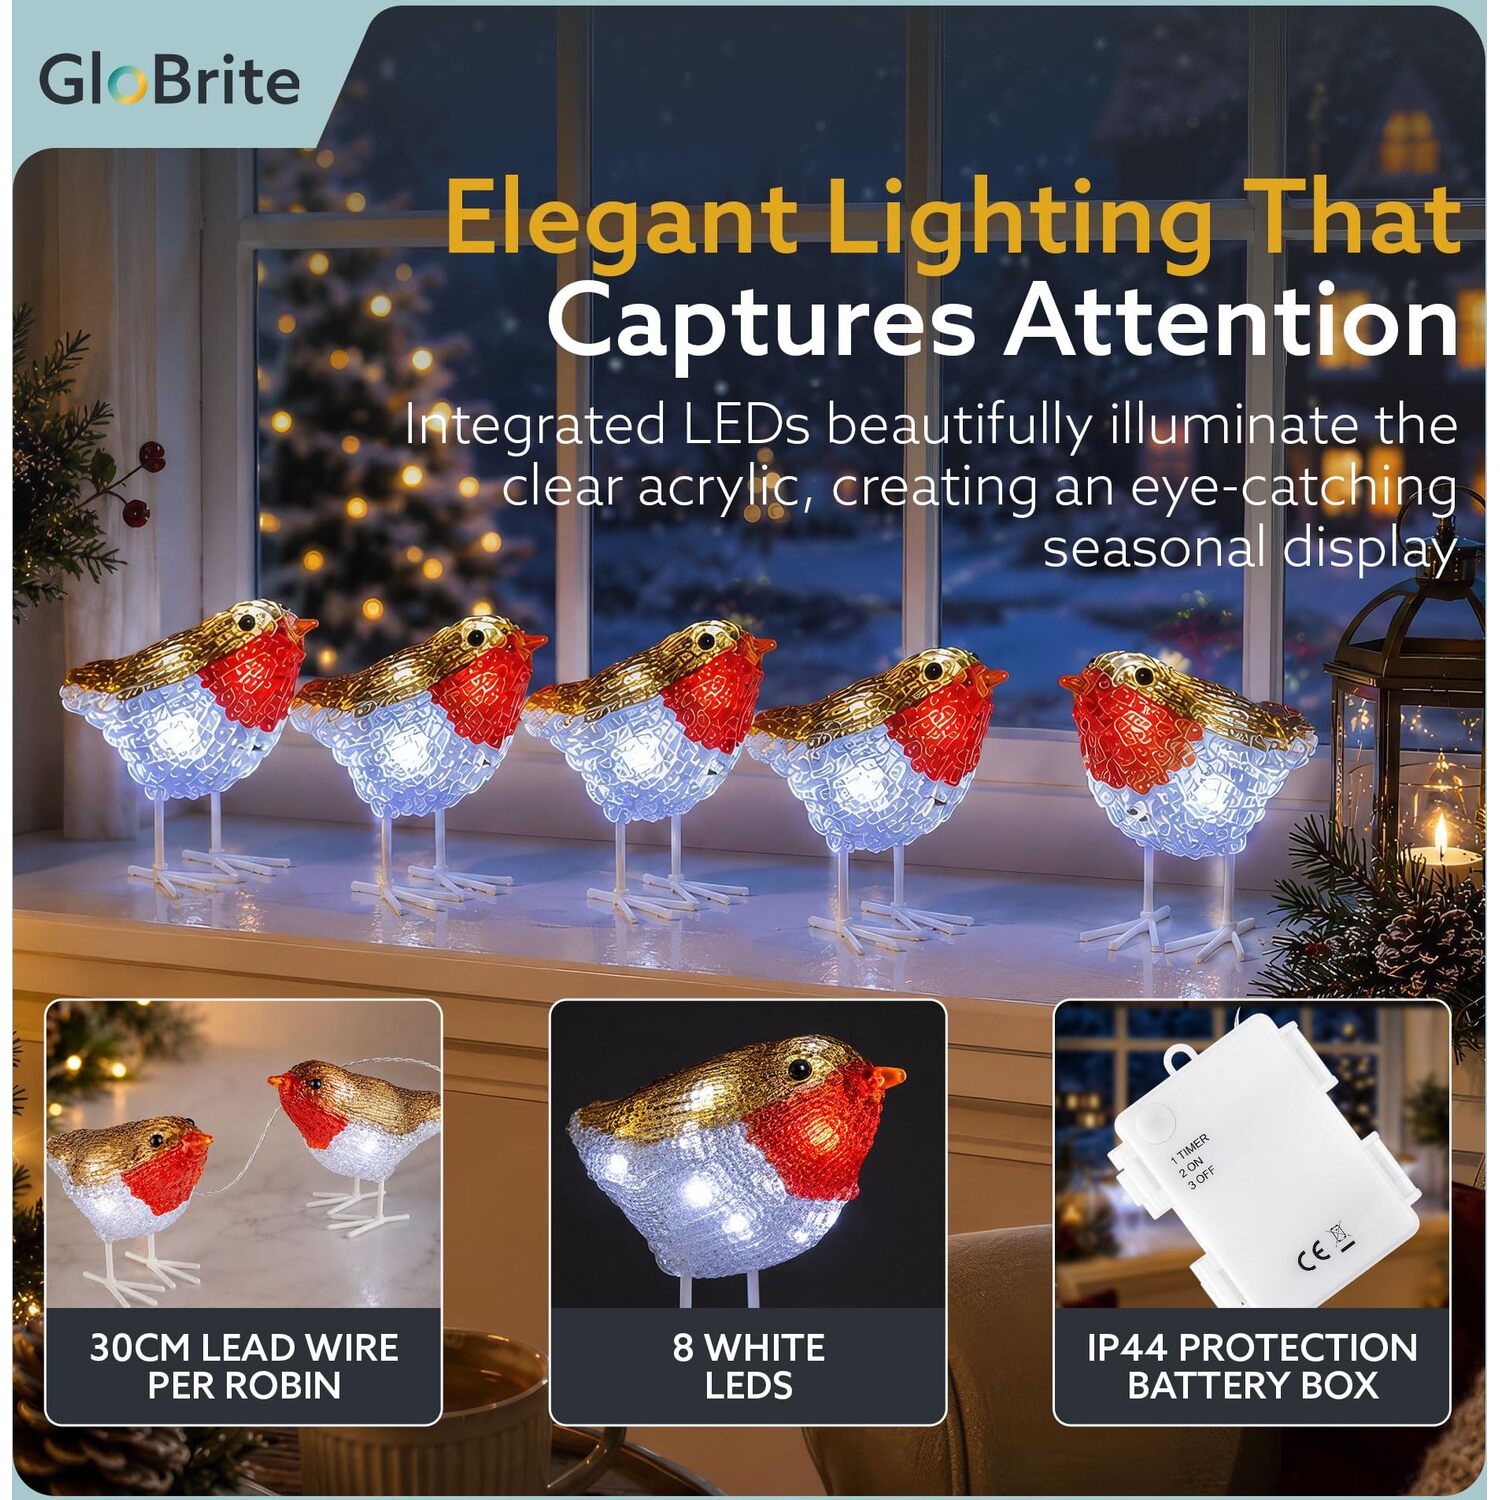 GloBrite
Elegant Lighting That
Captures Attention
Integrated LEDs beautifully illuminate the
clear acrylic, creating an eye-catching
seasonal display
30CM LEAD WIRE
PER ROBIN
8 WHITE
LEDS
1 TIMER
2 ON
3 OFF
CE
IP44 PROTECTION
BATTERY BOX